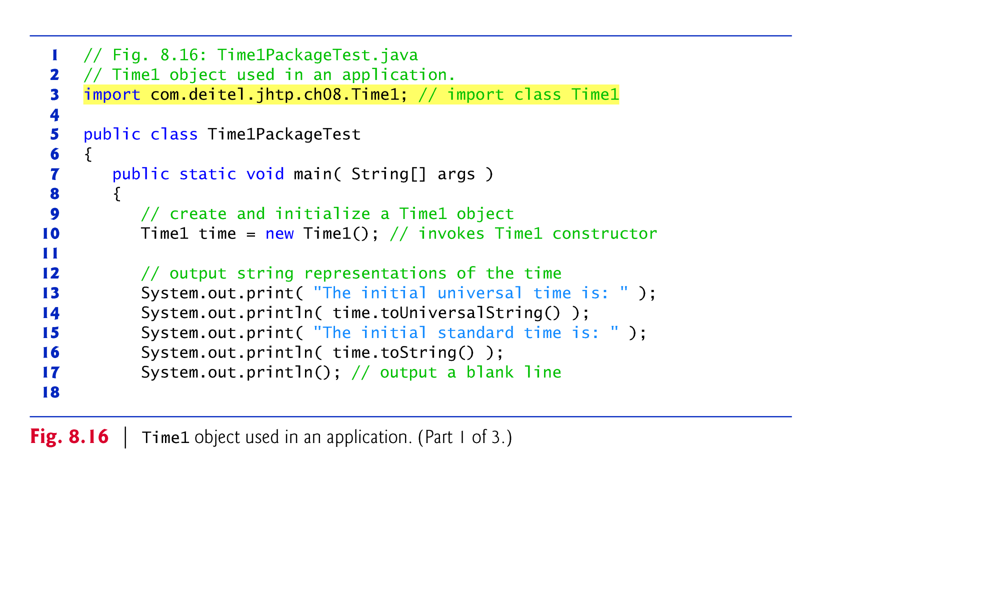 1 // Fig. 8.16: Time1PackageTest.java
2 // Time1 object used in an application.
3 import com.deitel.jhtp.ch08.Time1; // import class Time1
4
5 public class Time1PackageTest
6 {
7    public static void main( String[] args )
8    {
9       // create and initialize a Time1 object
10       Time1 time = new Time1(); // invokes Time1 constructor
11
12       // output string representations of the time
13       System.out.print( "The initial universal time is: " );
14       System.out.println( time.toUniversalString() );
15       System.out.print( "The initial standard time is: " );
16       System.out.println( time.toString() );
17       System.out.println(); // output a blank line
18
Fig. 8.16 | Time1 object used in an application. (Part 1 of 3.)